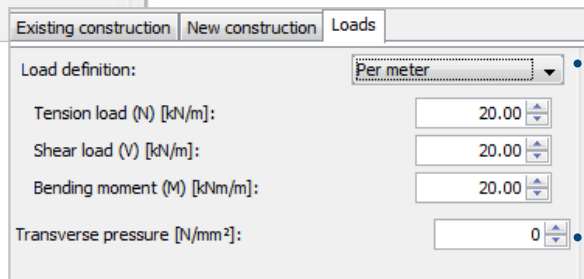 Existing construction New construction Loads
Load definition: Per meter
Tension load (N) [kN/m]: 20.00
Shear load (V) [kN/m]: 20.00
Bending moment (M) [kNm/m]: 20.00
Transverse pressure [N/mm²]: 0